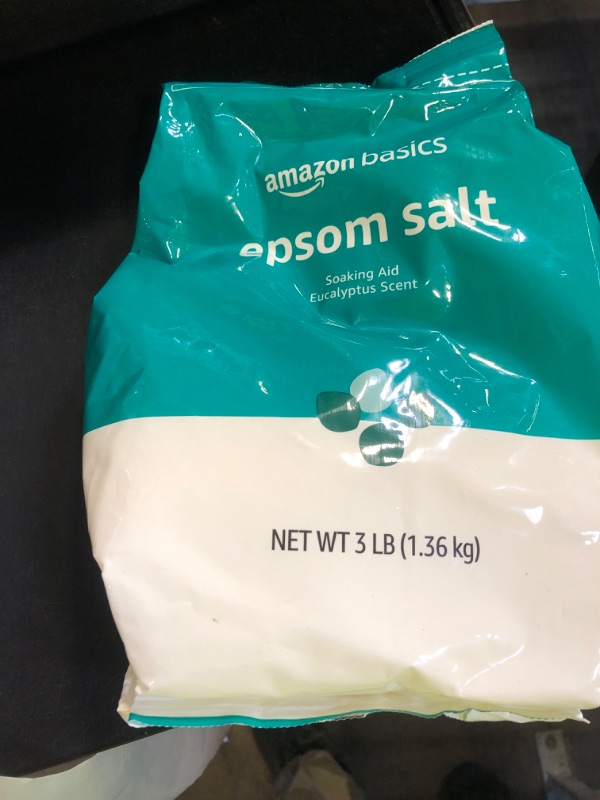 amazon basics
epsom salt
Soaking Aid
Eucalyptus Scent
NET WT 3 LB (1.36 kg)